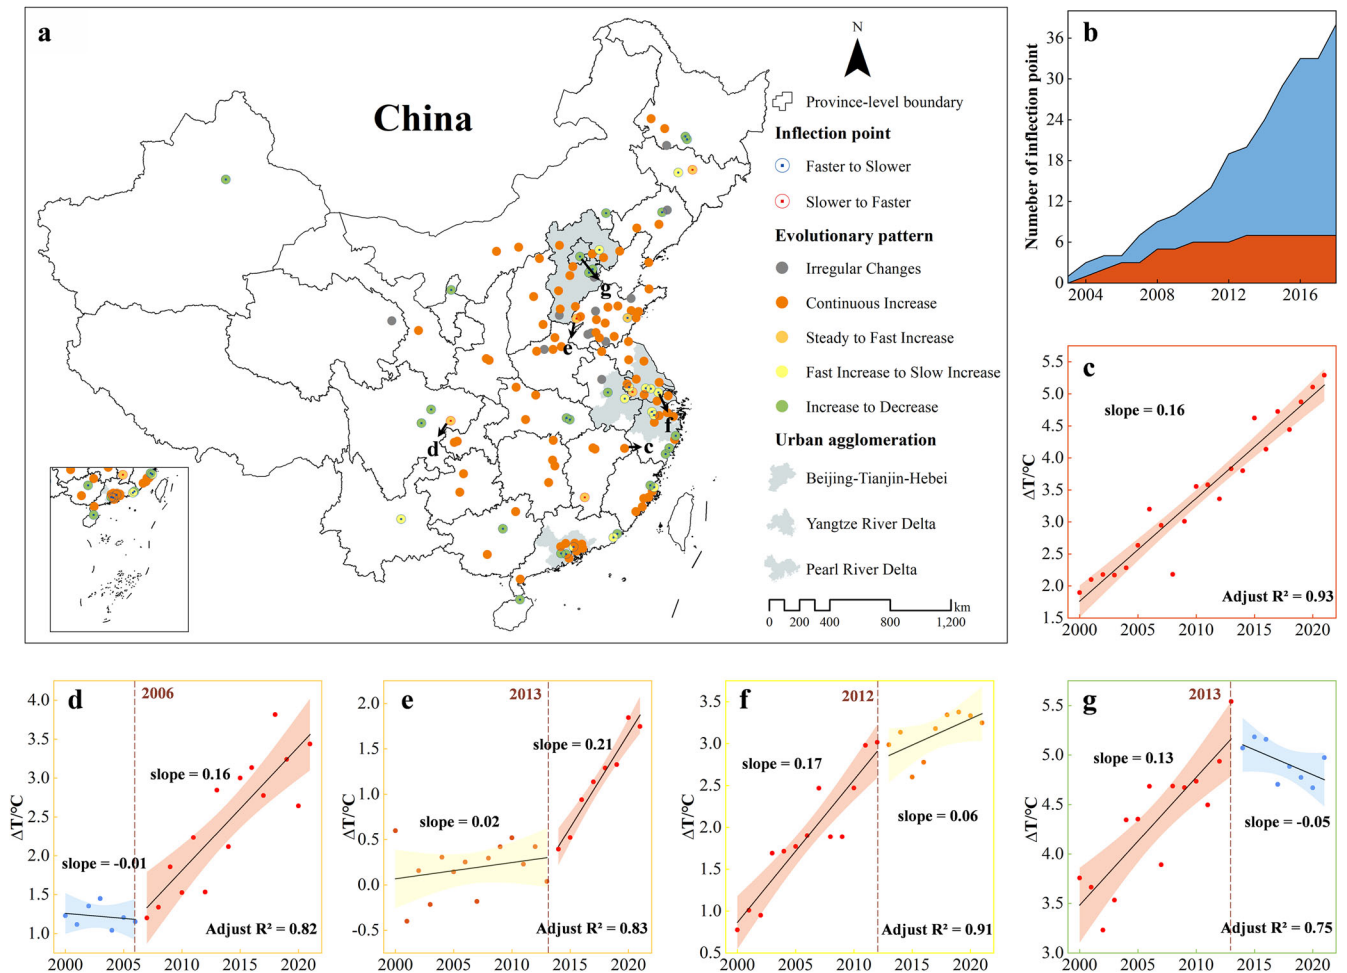 a
China
N
Province-level boundary
Inflection point
Faster to Slower
Slower to Faster
Evolutionary pattern
Irregular Changes
Continuous Increase
Steady to Fast Increase
Fast Increase to Slow Increase
Increase to Decrease
Urban agglomeration
Beijing-Tianjin-Hebei
Yangtze River Delta
Pearl River Delta
km
0 200 400 800 1,200
g
e
f
d
c
b
Numeber of inflection point
36
30
24
18
12
6
0
2004 2008 2012 2016
c
ΔT/°C
5.5
5.0
4.5
4.0
3.5
3.0
2.5
2.0
1.5
slope = 0.16
Adjust R² = 0.93
2000 2005 2010 2015 2020
d
2006
ΔT/°C
4.0
3.5
3.0
2.5
2.0
1.5
1.0
slope = 0.16
slope = -0.01
Adjust R² = 0.82
2000 2005 2010 2015 2020
e
2013
ΔT/°C
2.0
1.5
1.0
0.5
0.0
-0.5
slope = 0.21
slope = 0.02
Adjust R² = 0.83
2000 2005 2010 2015 2020
f
2012
ΔT/°C
3.5
3.0
2.5
2.0
1.5
1.0
0.5
slope = 0.17
slope = 0.06
Adjust R² = 0.91
2000 2005 2010 2015 2020
g
2013
ΔT/°C
5.5
5.0
4.5
4.0
3.5
3.0
slope = 0.13
slope = -0.05
Adjust R² = 0.75
2000 2005 2010 2015 2020